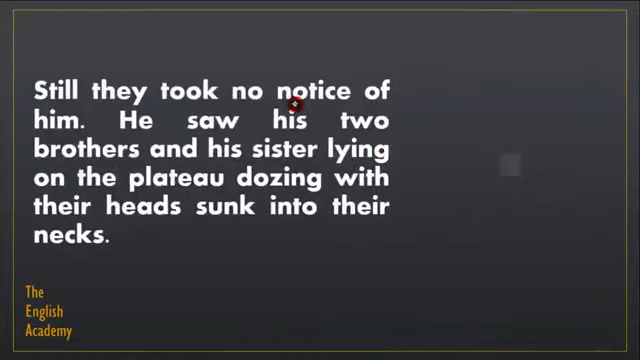 Still they took no notice of
him. He saw his two
brothers and his sister lying
on the plateau dozing with
their heads sunk into their
necks.
The
English
Academy